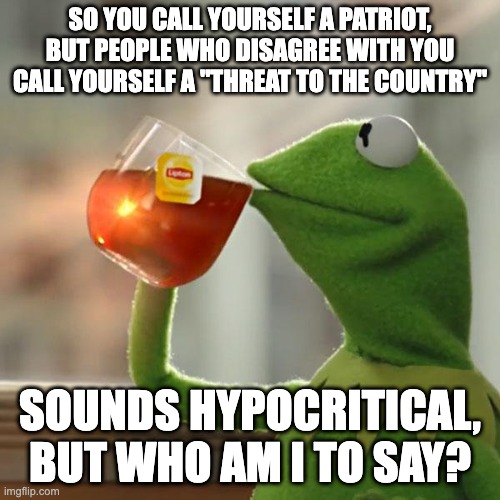 SO YOU CALL YOURSELF A PATRIOT,
BUT PEOPLE WHO DISAGREE WITH YOU
CALL YOURSELF A "THREAT TO THE COUNTRY"
Lipton
SOUNDS HYPOCRITICAL,
BUT WHO AM I TO SAY?
imgflip.com